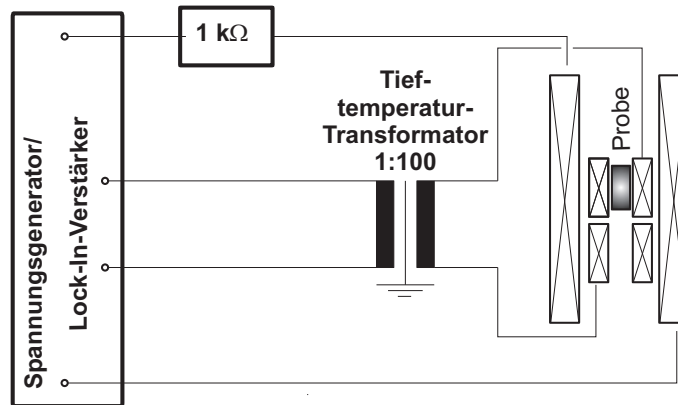 1 kΩ
Tief-
temperatur-
Transformator
1:100
Probe
Spannungsgenerator/
Lock-In-Verstärker